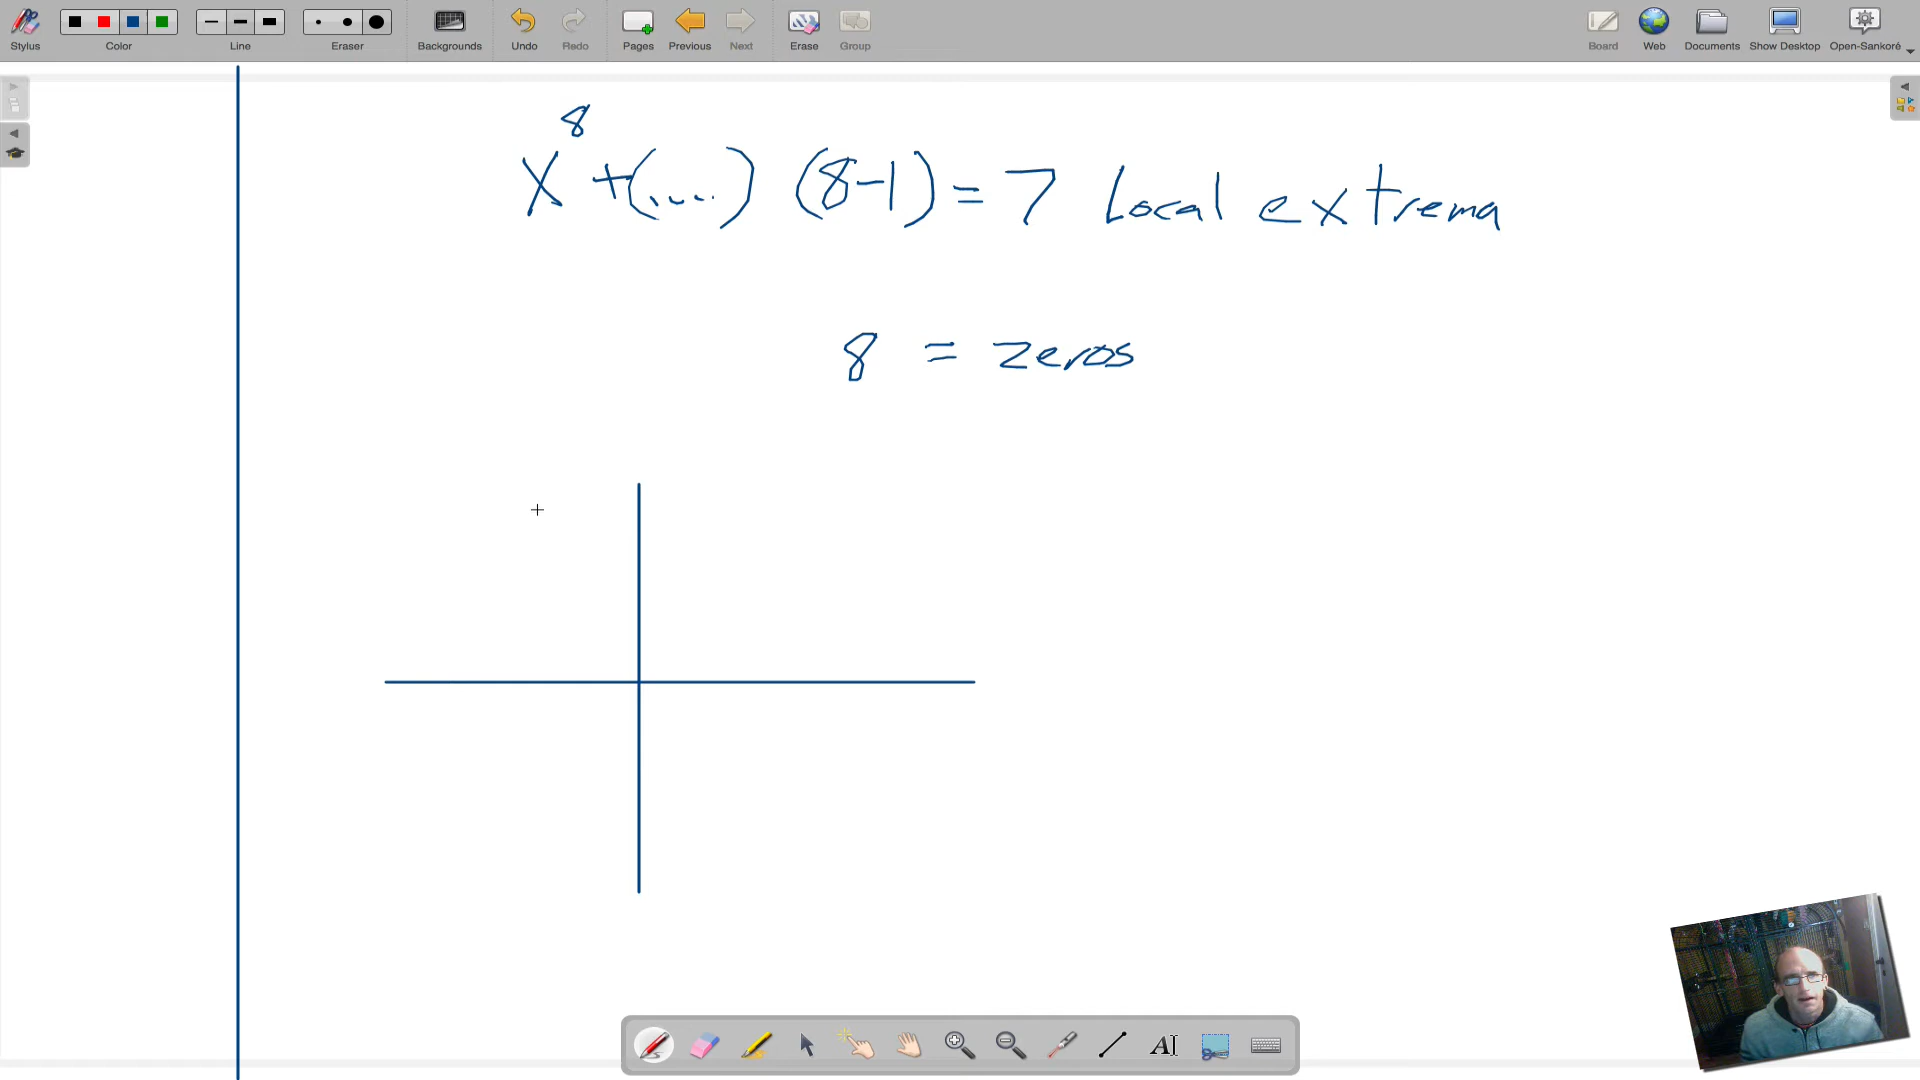 Stylus Color Line Eraser Backgrounds Undo Redo Pages Previous Next Erase Group Board Web Documents Show Desktop Open-Sankoré
x⁸ +(....) (8-1) = 7 Local extrema
8 = zeros